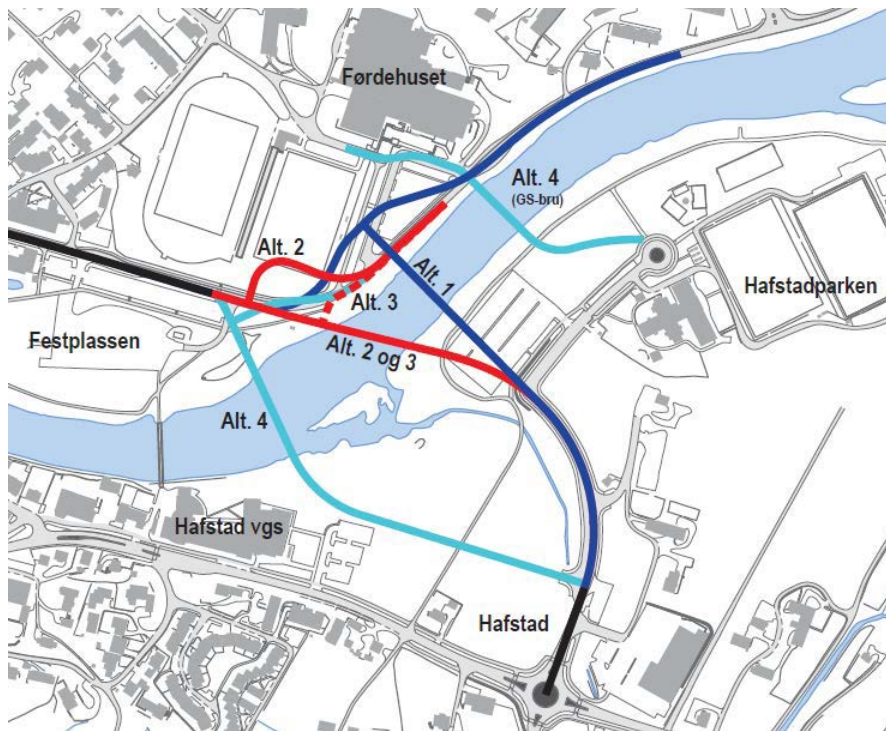 Førdehuset
Alt. 4
(GS-bru)
Alt. 2
Alt. 1
Alt. 3
Hafstadparken
Festplassen
Alt. 2 og 3
Alt. 4
Hafstad vgs
Hafstad